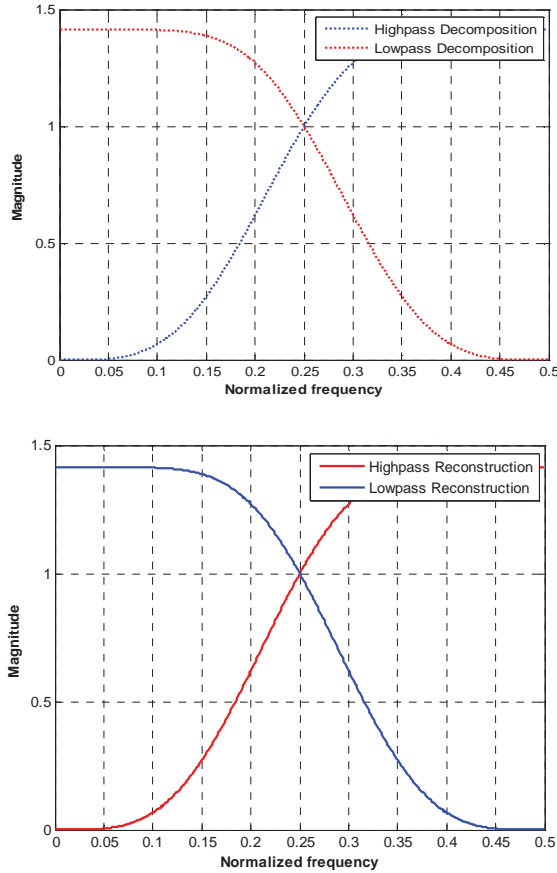 1.5
Highpass Decomposition
Lowpass Decomposition
1
Magnitude
0.5
0
0 0.05 0.1 0.15 0.2 0.25 0.3 0.35 0.4 0.45 0.5
Normalized frequency
1.5
Highpass Reconstruction
Lowpass Reconstruction
1
Magnitude
0.5
0
0 0.05 0.1 0.15 0.2 0.25 0.3 0.35 0.4 0.45 0.5
Normalized frequency